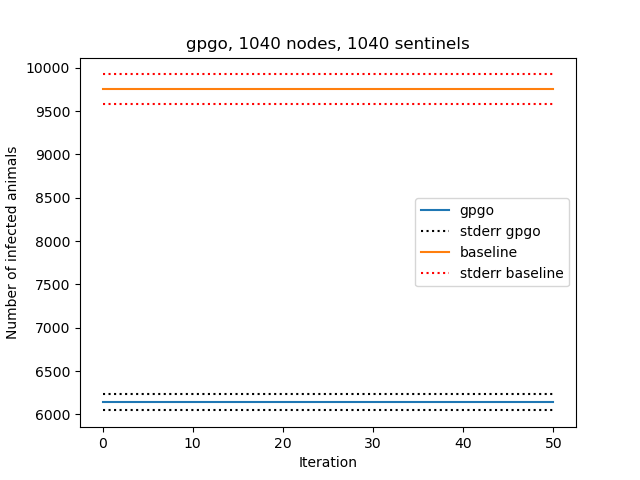 gpgo, 1040 nodes, 1040 sentinels
10000
9500
9000
8500
8000
7500
7000
6500
6000
Number of infected animals
gpgo
stderr gpgo
baseline
stderr baseline
0 10 20 30 40 50
Iteration